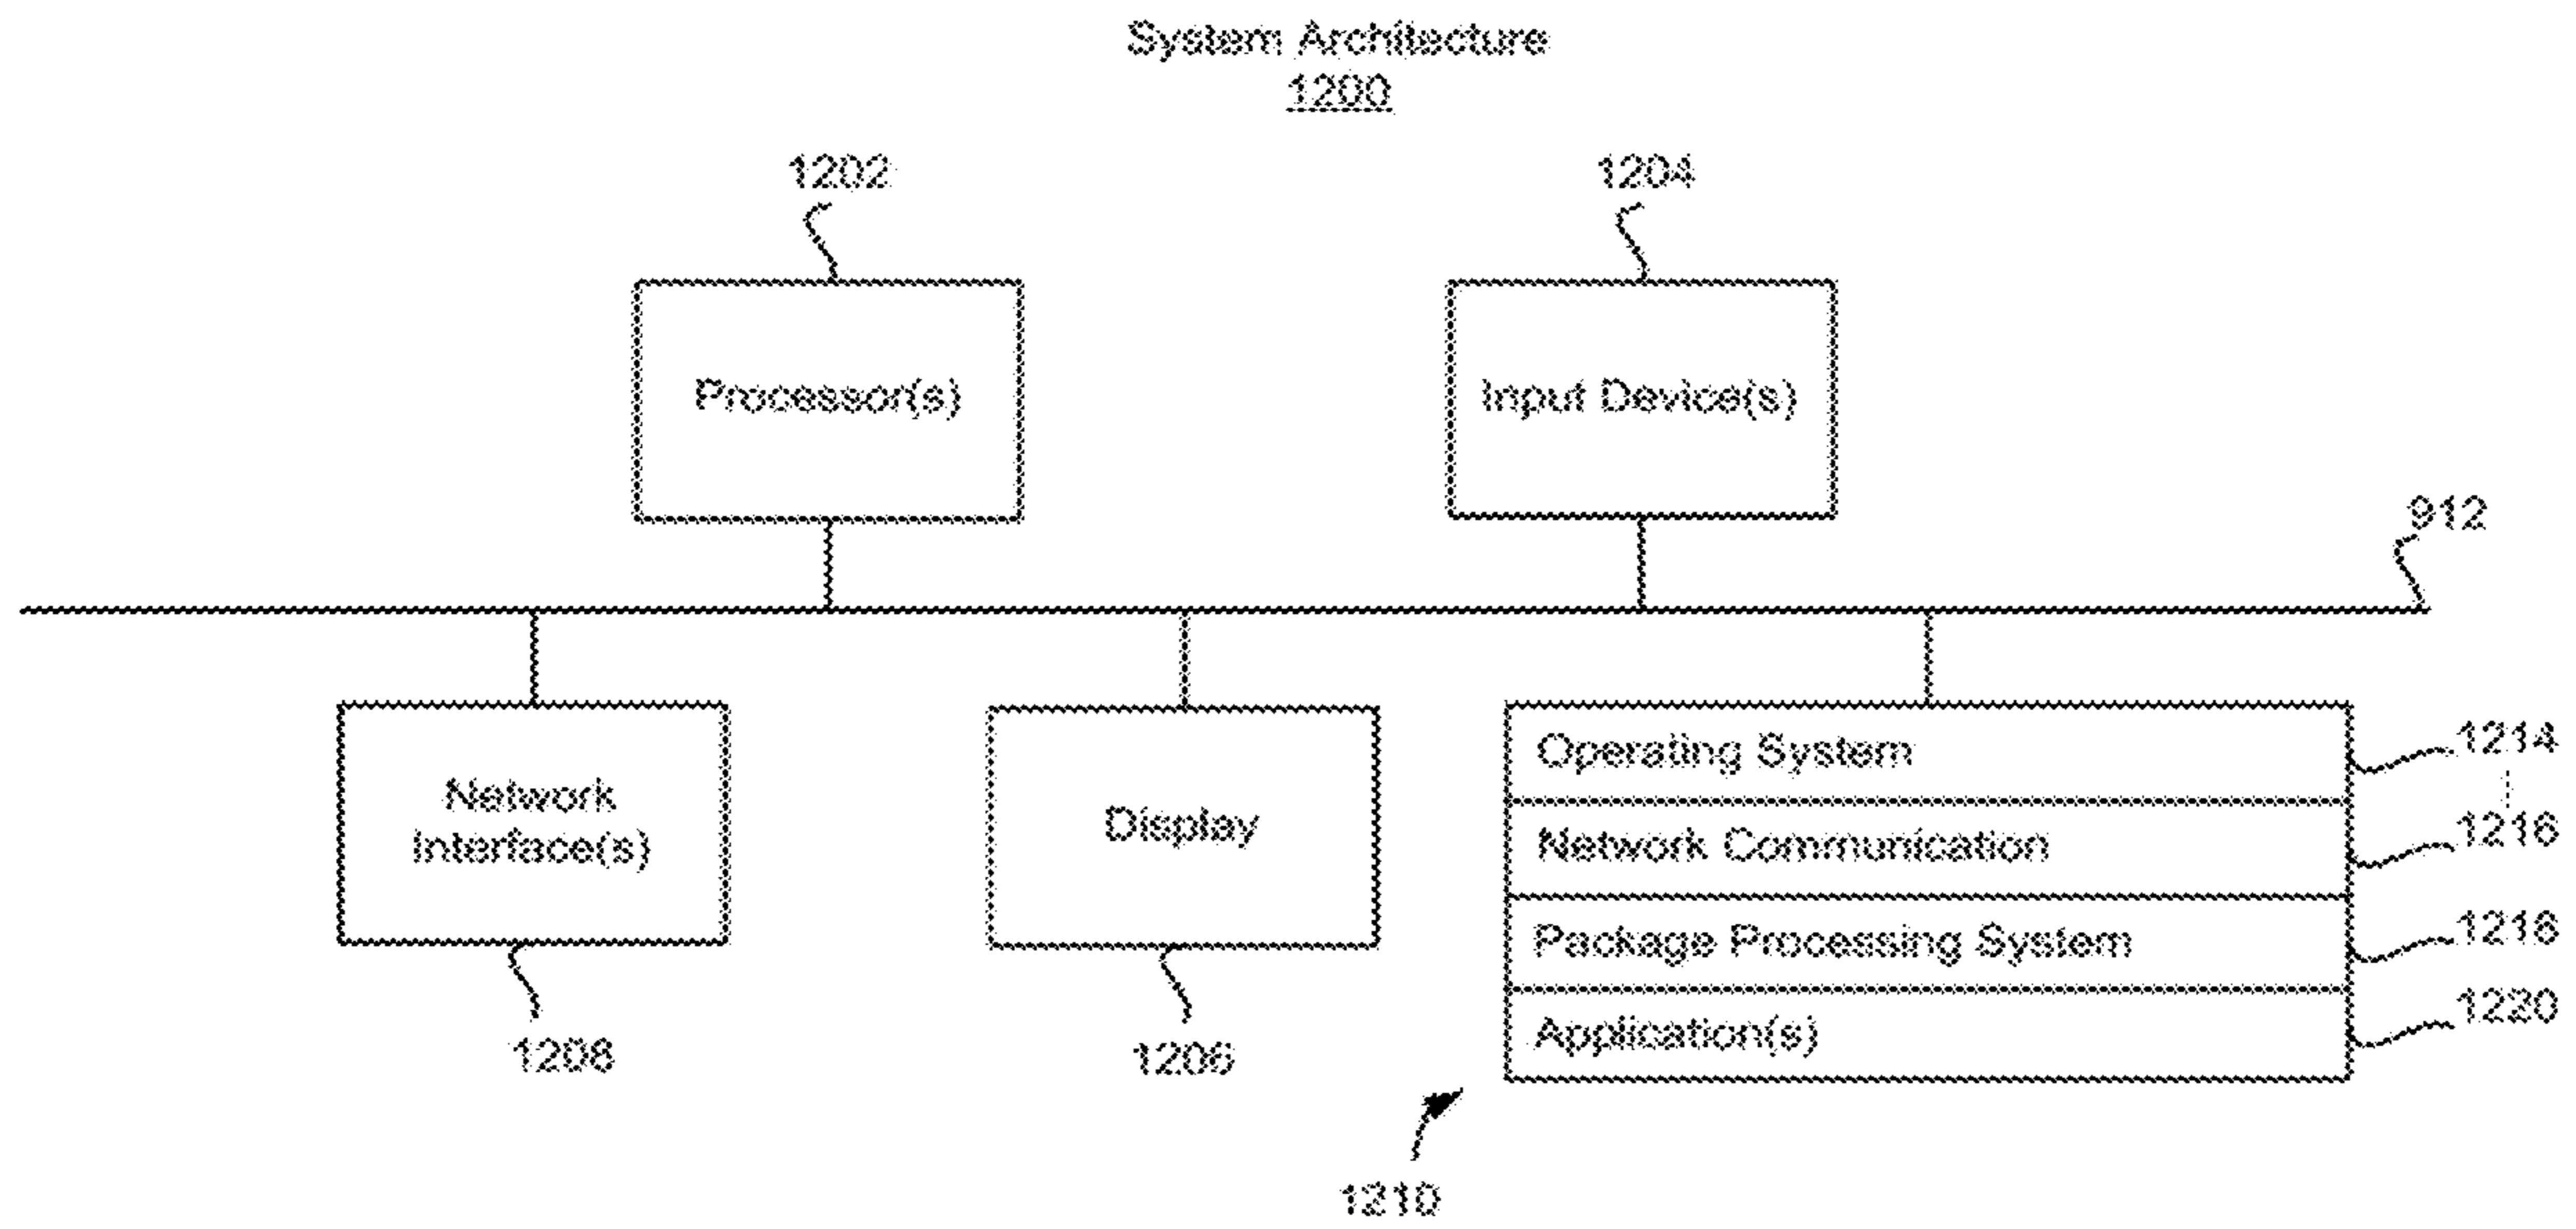 System Architecture
1200
1202
1204
Processor(s)
Input Device(s)
912
Network
Interface(s)
Display
Operating System
Network Communication
Package Processing System
Application(s)
1214
1216
1218
1220
1208
1206
1210